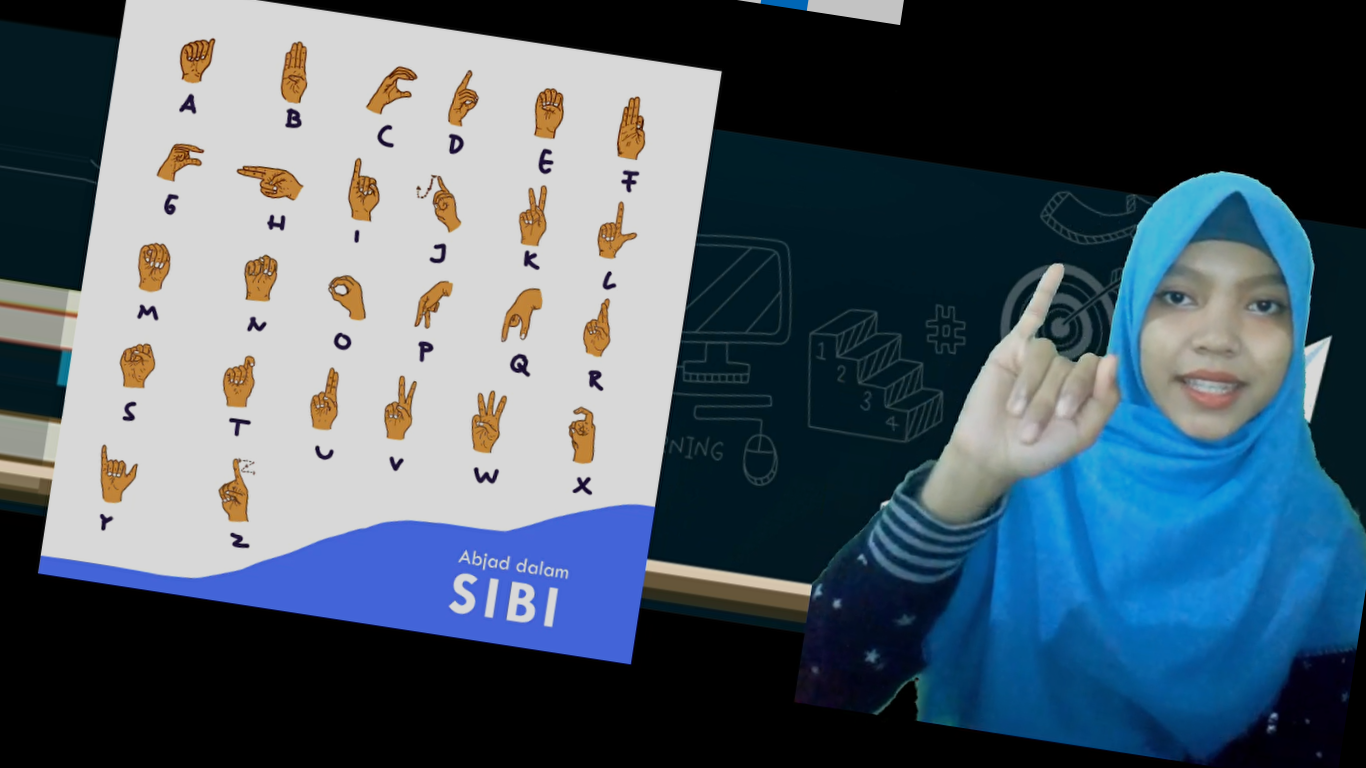 A B C D E F
G H I J K L
M N O P Q R
S T U V W X
Y Z
Z
Abjad dalam
SIBI
1
2
3
4
#
NING